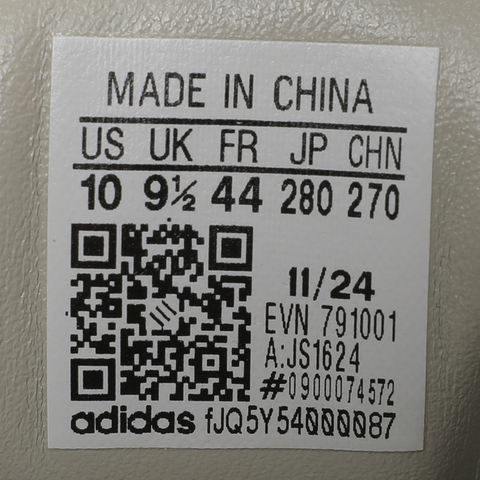 MADE IN CHINA
US UK FR JP CHN
10 9½ 44 280 270
11/24
EVN 791001
A:JS1624
#0900074572
adidas fJQ5Y54000087